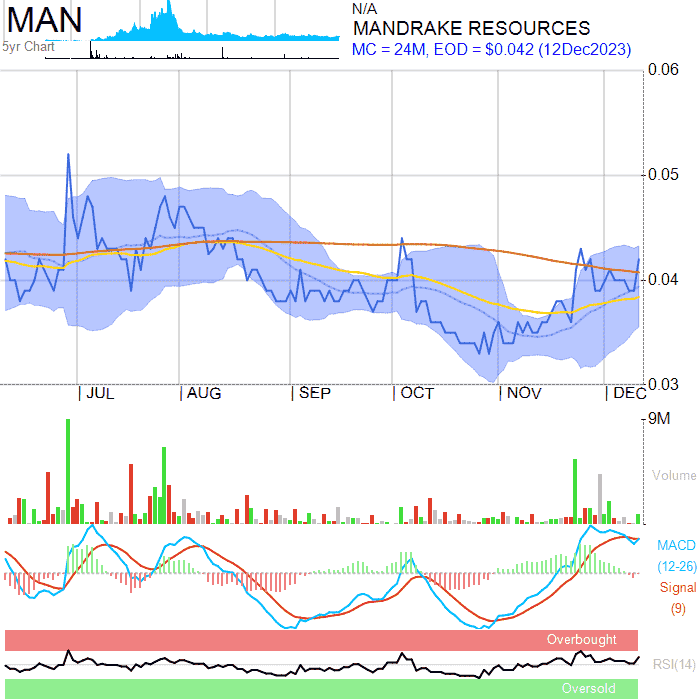 MAN
5yr Chart
N/A
MANDRAKE RESOURCES
MC = 24M, EOD = $0.042 (12Dec2023)
0.06
0.05
0.04
0.03
JUL AUG SEP OCT NOV DEC
9M
Volume
MACD
(12-26)
Signal
(9)
Overbought
RSI(14)
Oversold